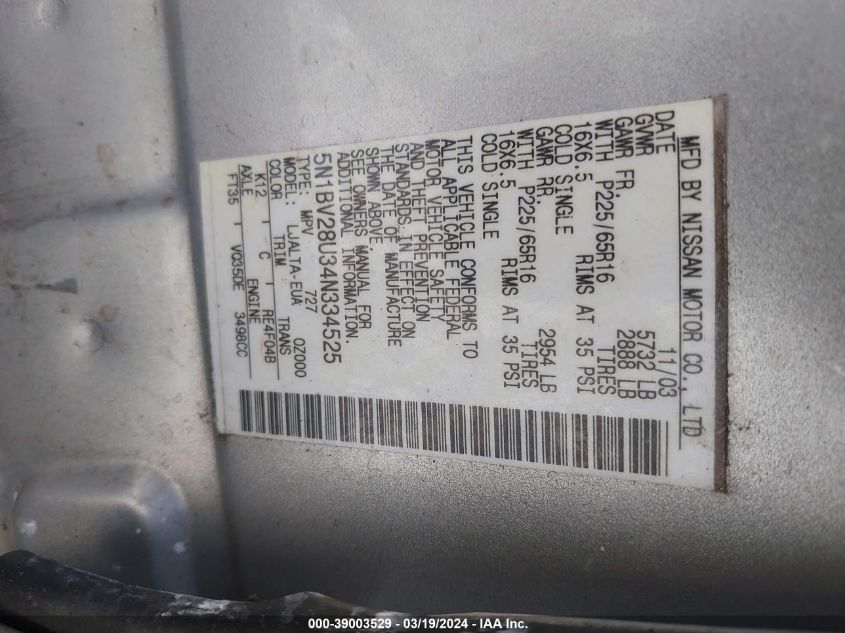 MFD BY NISSAN MOTOR CO., LTD
DATE 11/03
GVWR 5732 LB
GAWR FR. 2888 LB
WITH P225/65R16 TIRES
16X6.5 RIMS AT 35 PSI
COLD SINGLE
GAWR RR. 2954 LB
WITH P225/65R16 TIRES
16X6.5 RIMS AT 35 PSI
COLD SINGLE
THIS VEHICLE CONFORMS TO
ALL APPLICABLE FEDERAL
MOTOR VEHICLE SAFETY
AND THEFT PREVENTION
STANDARDS IN EFFECT ON
THE DATE OF MANUFACTURE
SHOWN ABOVE.
SEE OWNERS MANUAL FOR
ADDITIONAL INFORMATION.
5N1BV28U34N334525
TYPE: MPV 727
MODEL: LJALTA-EUA
COLOR TRIM TRANS 0Z000
K12 C RE4F04B
AXLE ENGINE
FT35 VQ35DE 3498CC
000-39003529 - 03/19/2024 - IAA, Inc.